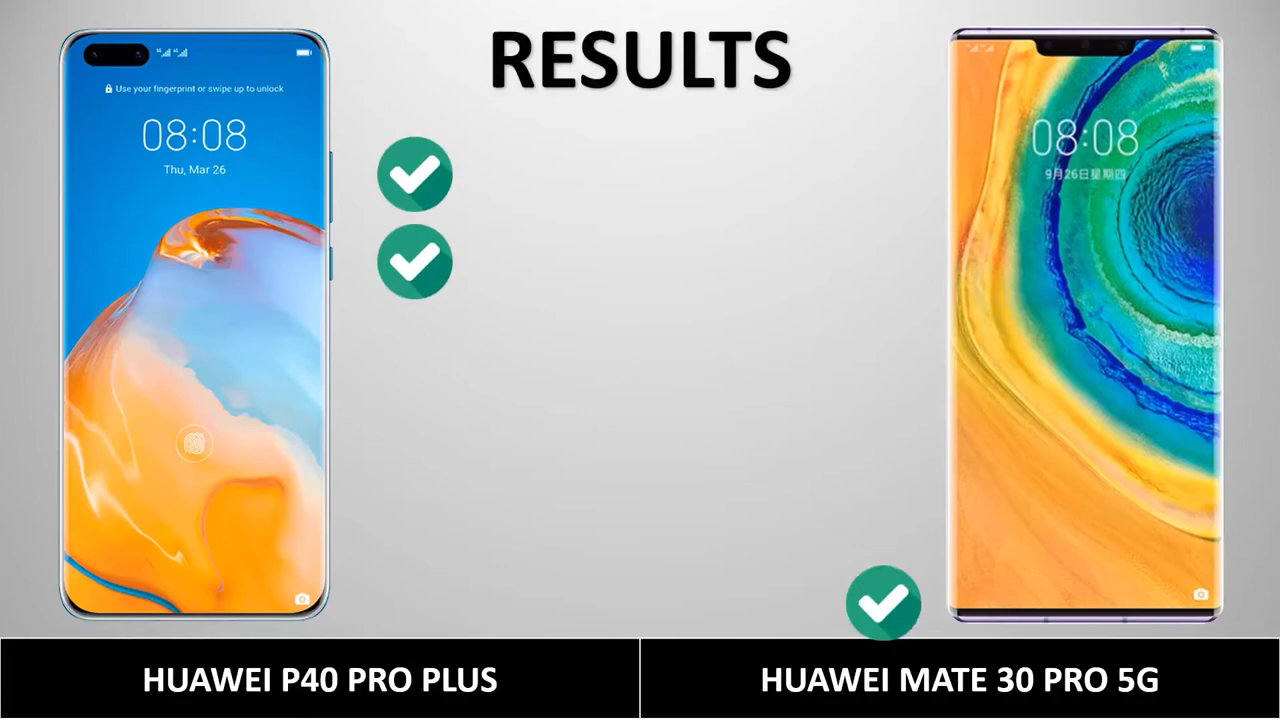 RESULTS
Use your fingerprint or swipe up to unlock
08:08
Thu, Mar 26
08:08
9月26日星期四
HUAWEI P40 PRO PLUS
HUAWEI MATE 30 PRO 5G